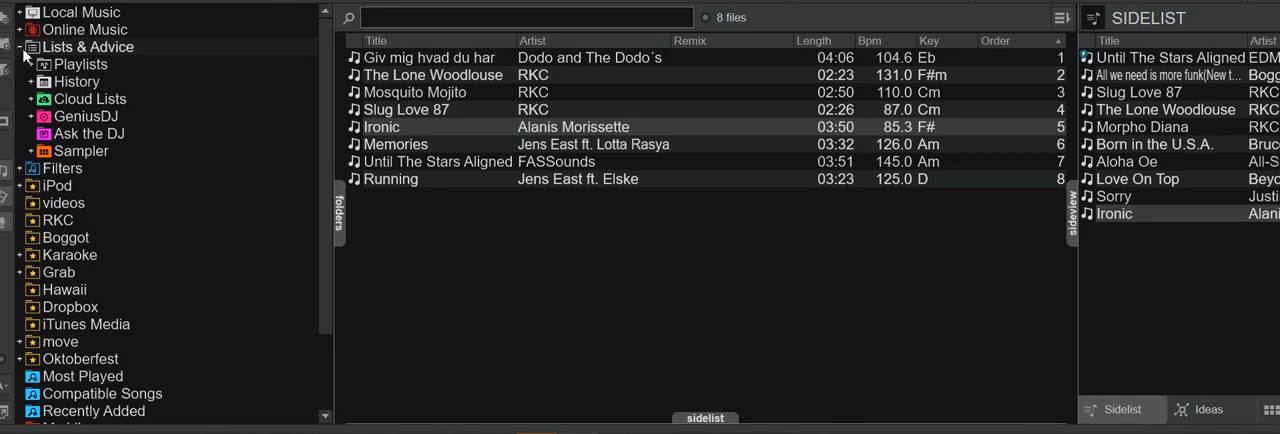 Local Music
Online Music
Lists & Advice
Playlists
History
Cloud Lists
GeniusDJ
Ask the DJ
Sampler
Filters
iPod
videos
RKC
Boggot
Karaoke
Grab
Hawaii
Dropbox
iTunes Media
move
Oktoberfest
Most Played
Compatible Songs
Recently Added
folders
8 files
Title Artist Remix Length Bpm Key Order
Giv mig hvad du har Dodo and The Dodo´s 04:06 104.6 Eb 1
The Lone Woodlouse RKC 02:23 131.0 F#m 2
Mosquito Mojito RKC 02:50 110.0 Cm 3
Slug Love 87 RKC 02:26 87.0 Cm 4
Ironic Alanis Morissette 03:50 85.3 F# 5
Memories Jens East ft. Lotta Rasya 03:32 126.0 Am 6
Until The Stars Aligned FASSounds 03:51 145.0 Am 7
Running Jens East ft. Elske 03:23 125.0 D 8
sidelist
sideview
SIDELIST
Title Artist
Until The Stars Aligned EDM
All we need is more funk(New t... Bogg
Slug Love 87 RKC
The Lone Woodlouse RKC
Morpho Diana RKC
Born in the U.S.A. Bruc
Aloha Oe All-S
Love On Top Beyo
Sorry Justi
Ironic Alani
Sidelist Ideas